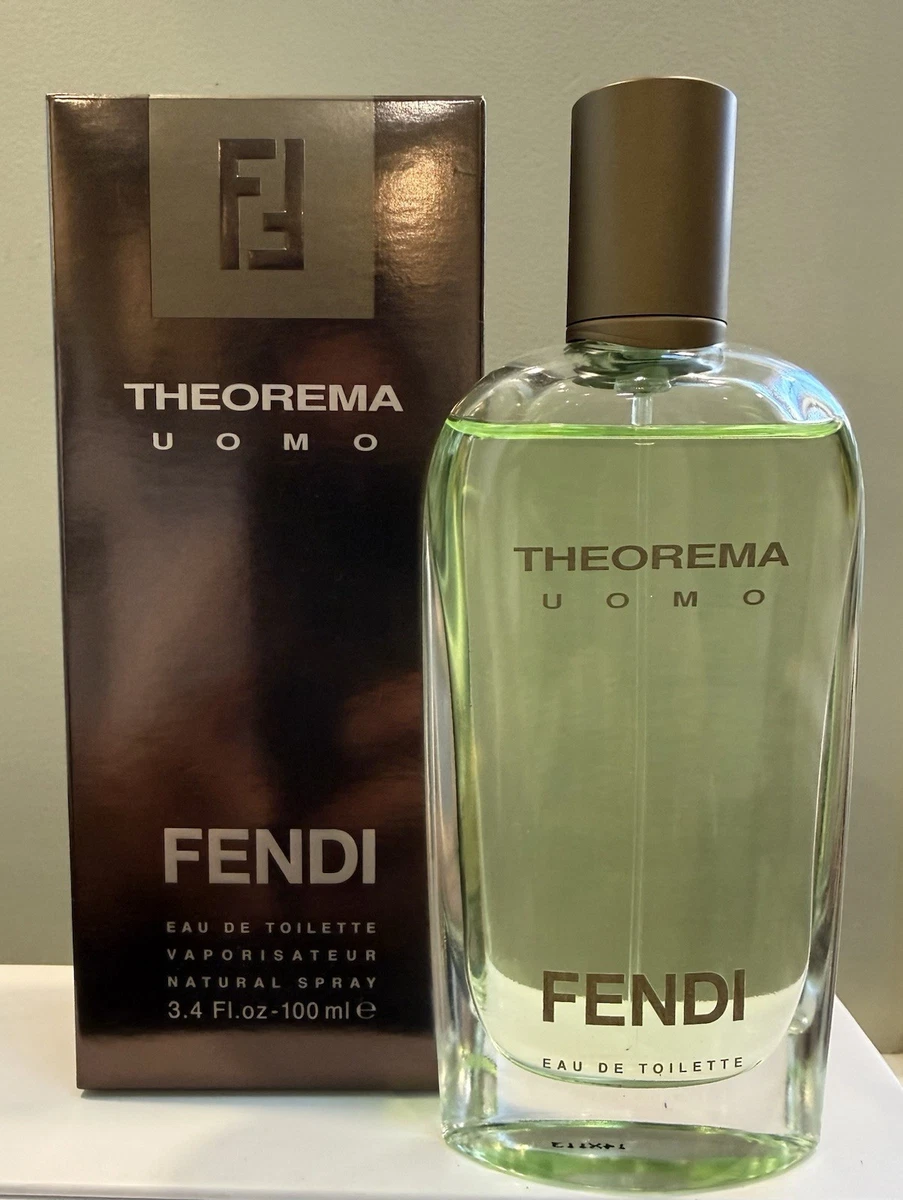 FF
THEOREMA
UOMO
FENDI
EAU DE TOILETTE
VAPORISATEUR
NATURAL SPRAY
3.4 Fl.oz-100 ml ℮
THEOREMA
UOMO
FENDI
EAU DE TOILETTE